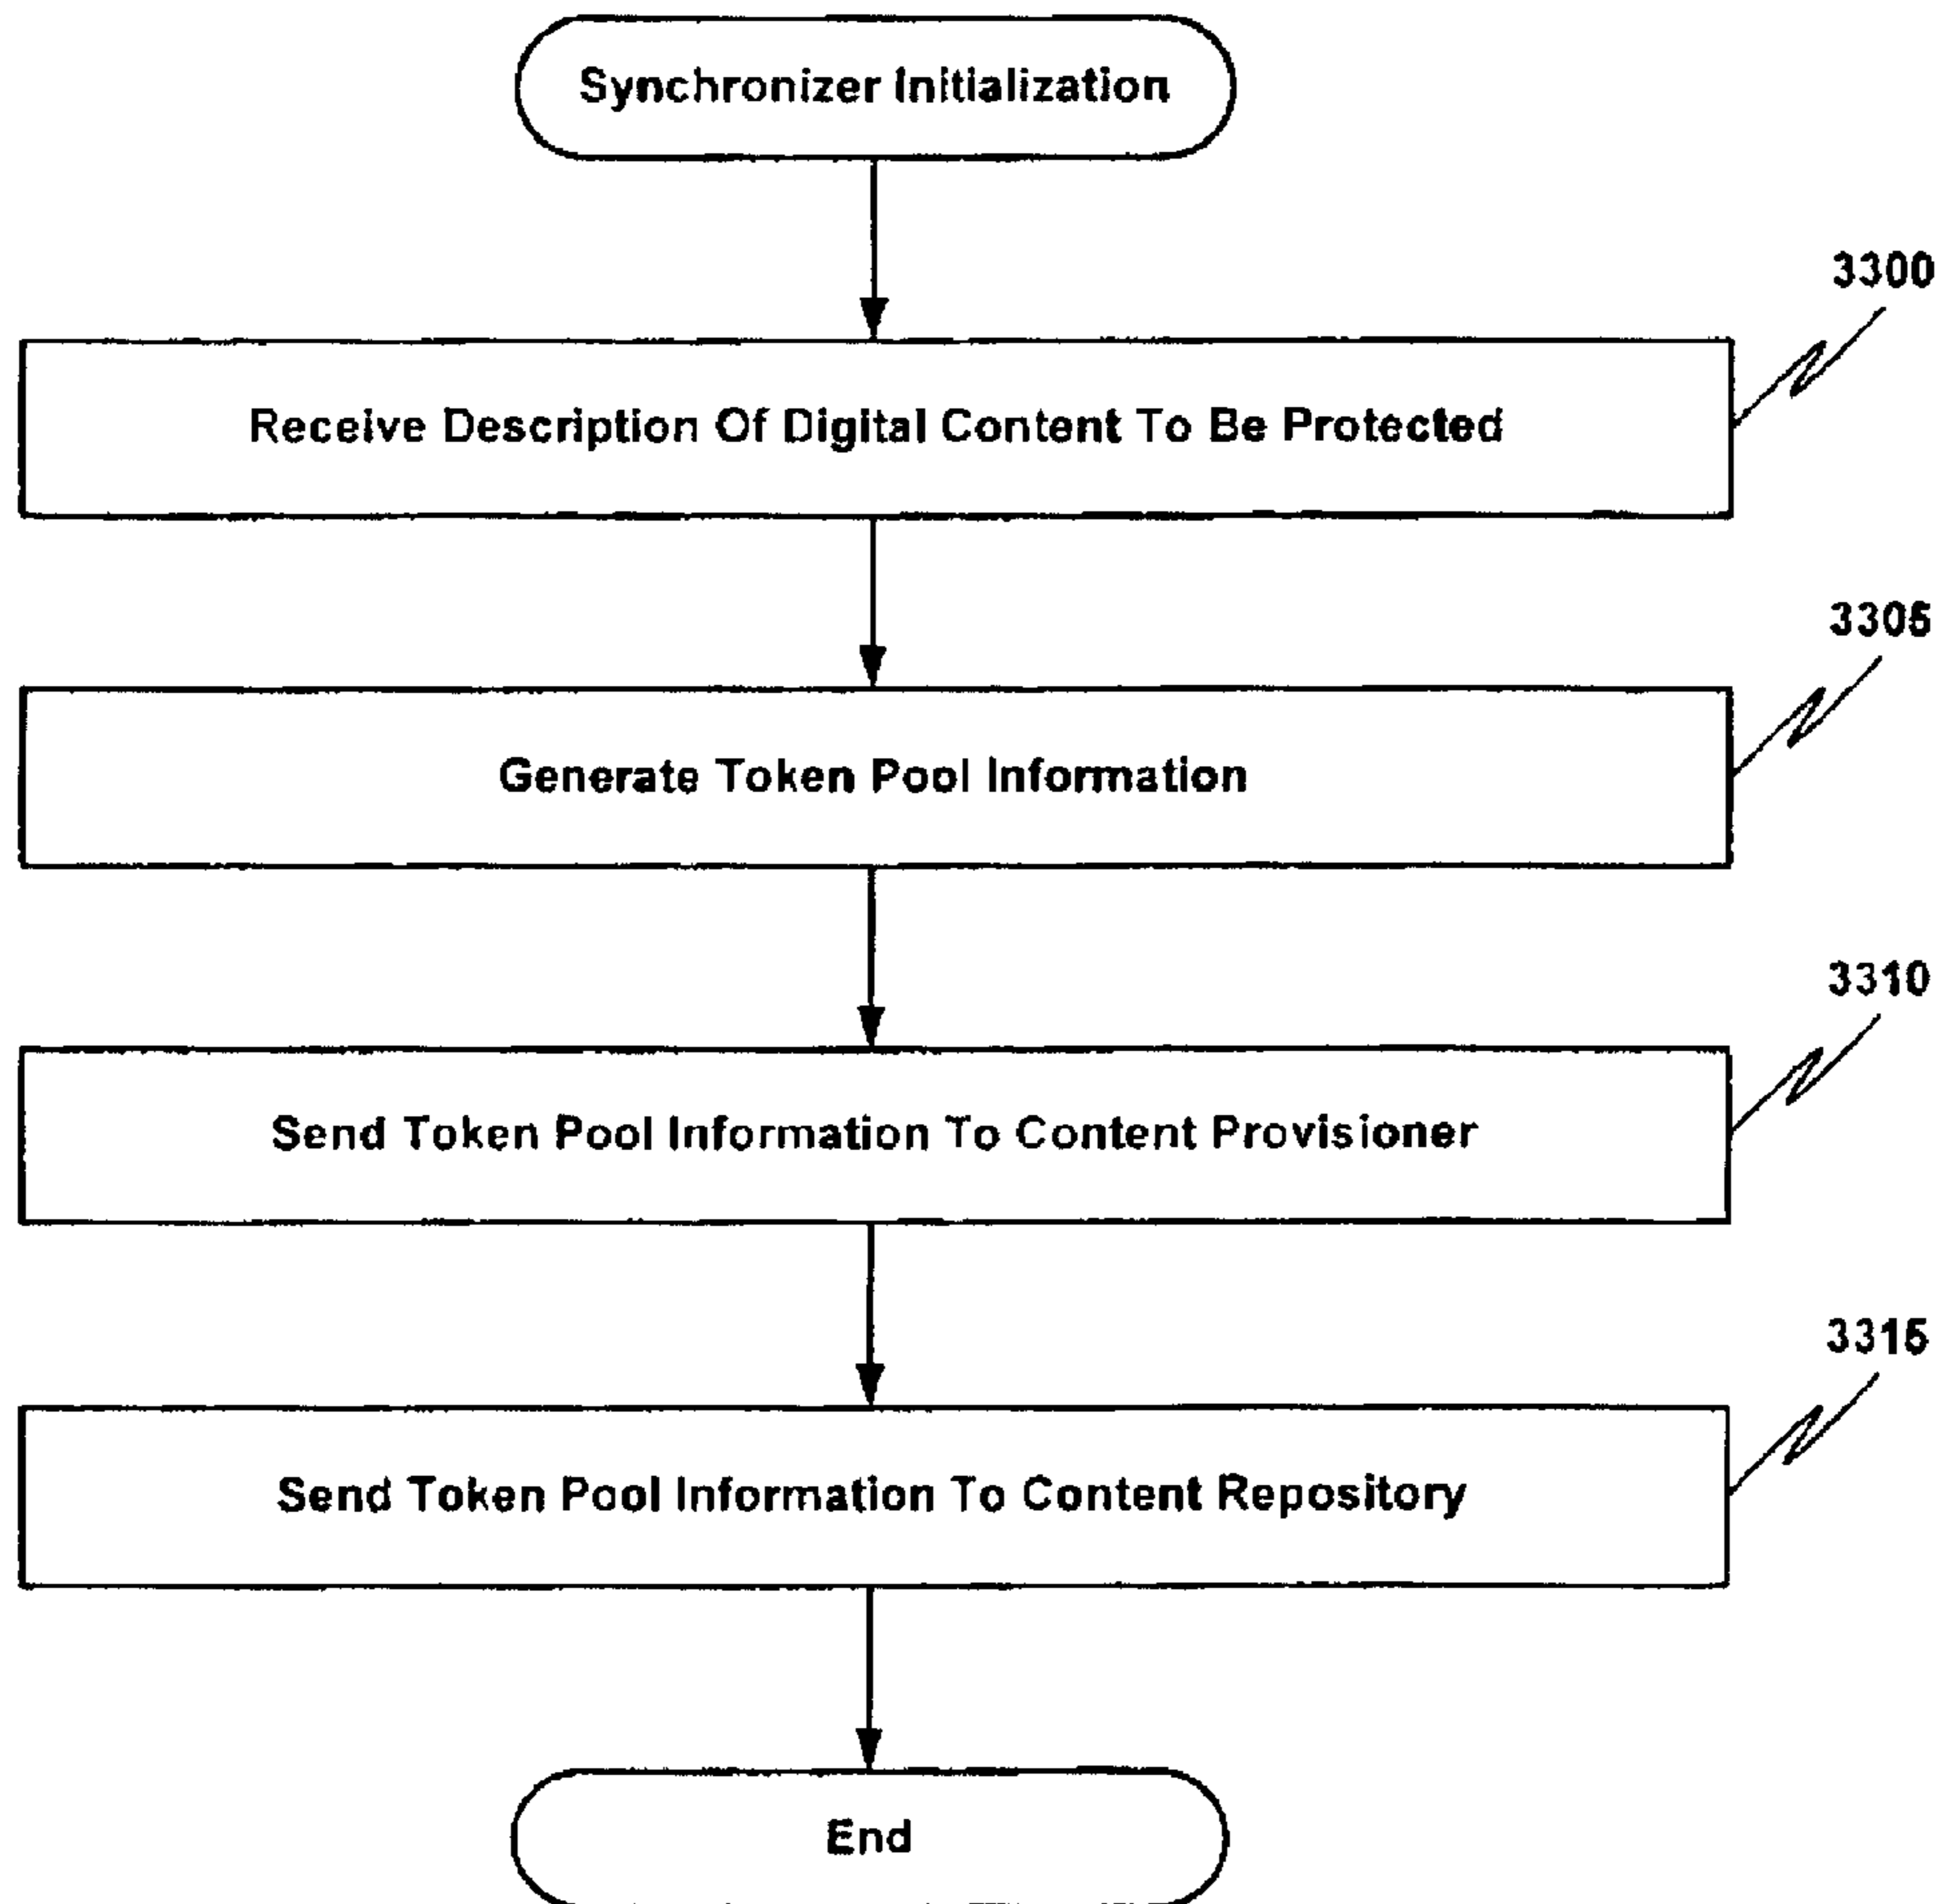 Synchronizer Initialization
3300
Receive Description Of Digital Content To Be Protected
3305
Generate Token Pool Information
3310
Send Token Pool Information To Content Provisioner
3315
Send Token Pool Information To Content Repository
End